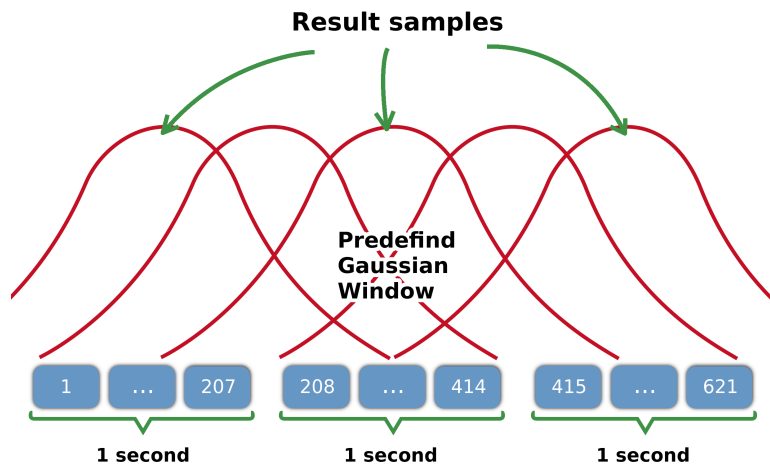 Result samples
Predefind
Gaussian
Window
1 ... 207 208 ... 414 415 ... 621
1 second 1 second 1 second